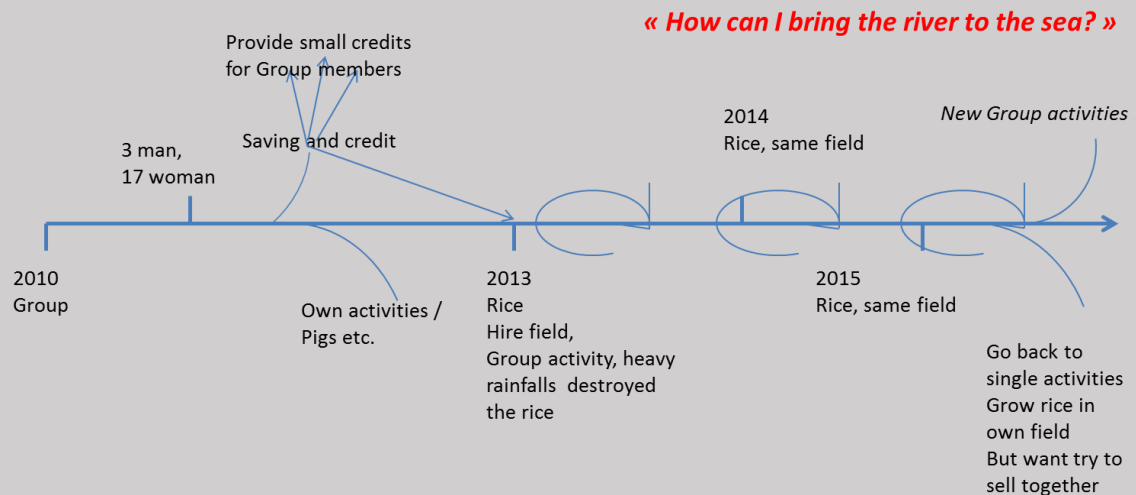 « How can I bring the river to the sea? »
Provide small credits
for Group members
Saving and credit
3 man,
17 woman
2014
Rice, same field
New Group activities
2010
Group
Own activities /
Pigs etc.
2013
Rice
Hire field,
Group activity, heavy
rainfalls destroyed
the rice
2015
Rice, same field
Go back to
single activities
Grow rice in
own field
But want try to
sell together